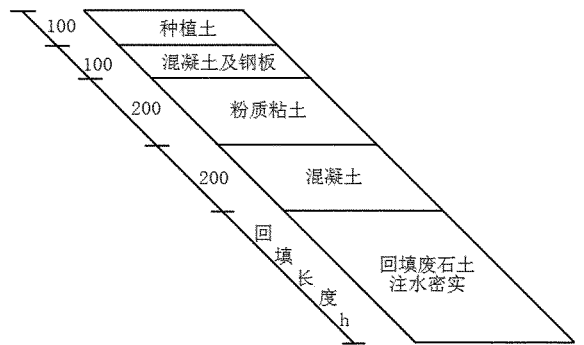 100
种植土
100
混凝土及钢板
200
粉质粘土
200
混凝土
回填长度h
回填废石土
注水密实